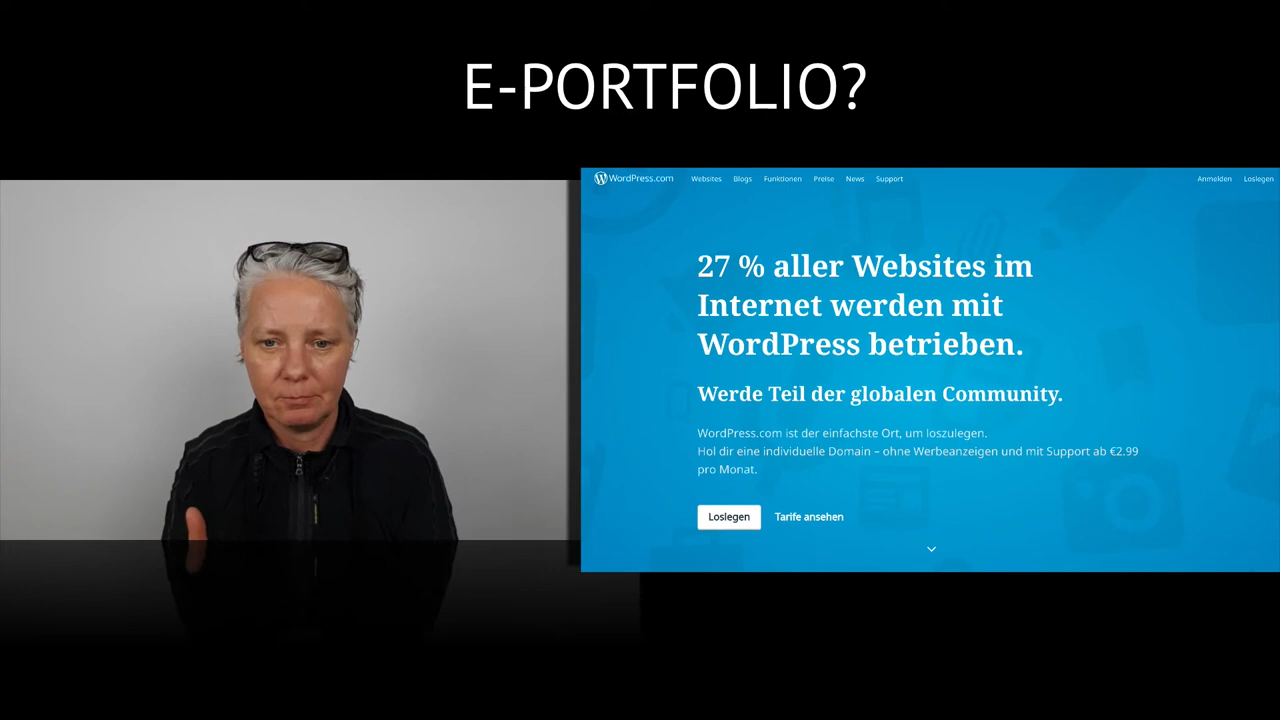 E-PORTFOLIO?
WordPress.com Websites Blogs Funktionen Preise News Support Anmelden Loslegen
27 % aller Websites im
Internet werden mit
WordPress betrieben.
Werde Teil der globalen Community.
WordPress.com ist der einfachste Ort, um loszulegen.
Hol dir eine individuelle Domain – ohne Werbeanzeigen und mit Support ab €2.99
pro Monat.
Loslegen Tarife ansehen